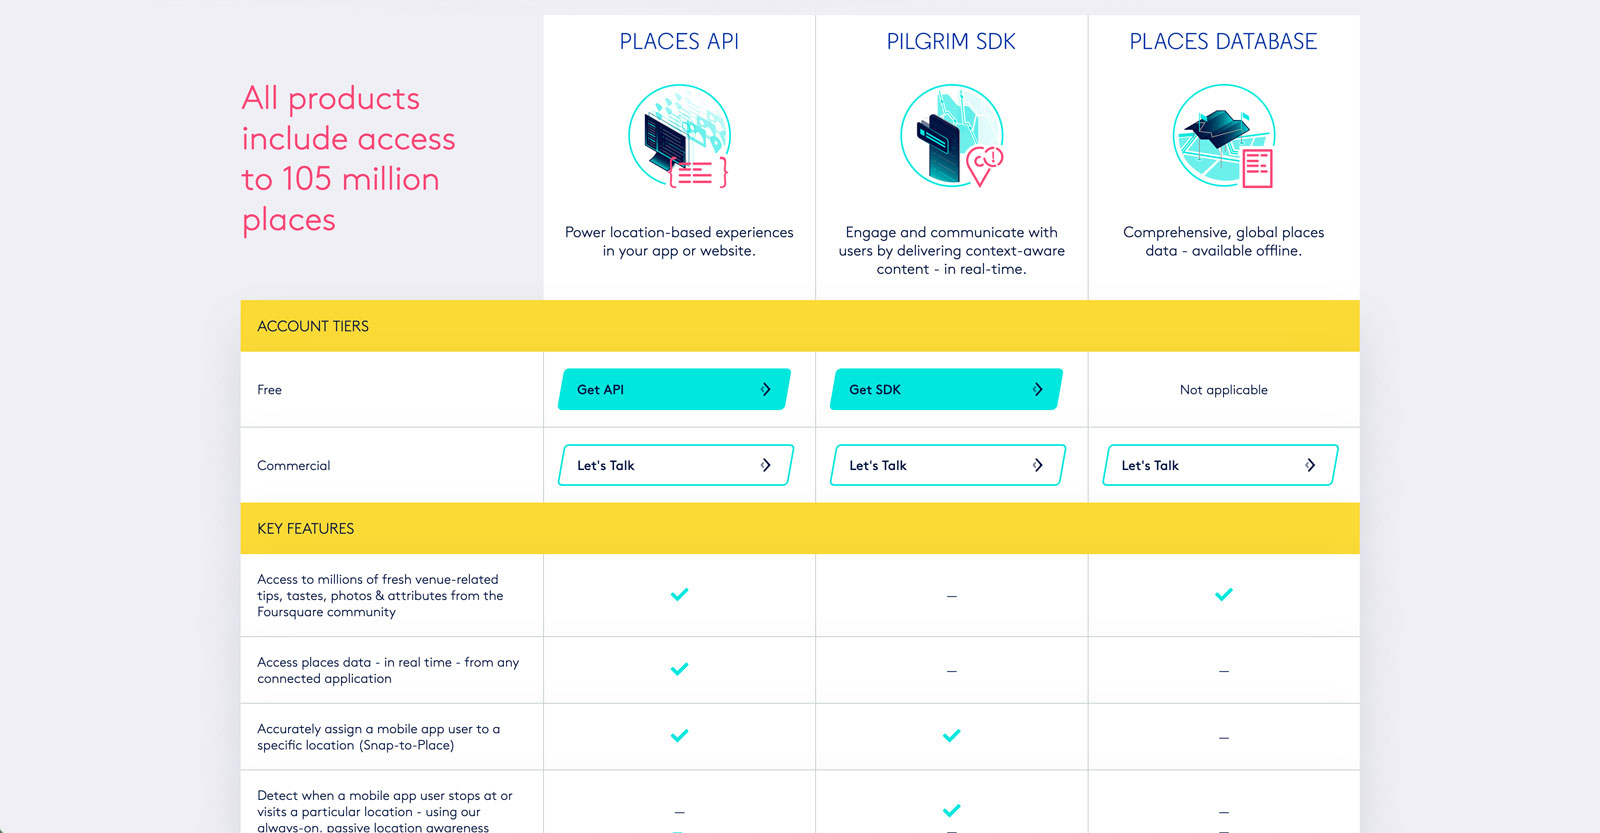 PLACES API
PILGRIM SDK
PLACES DATABASE
All products
include access
to 105 million
places
Power location-based experiences
in your app or website.
Engage and communicate with
users by delivering context-aware
content - in real-time.
Comprehensive, global places
data - available offline.
ACCOUNT TIERS
Free
Get API
Get SDK
Not applicable
Commercial
Let's Talk
Let's Talk
Let's Talk
KEY FEATURES
Access to millions of fresh venue-related
tips, tastes, photos & attributes from the
Foursquare community
–
Access places data - in real time - from any
connected application
–
–
Accurately assign a mobile app user to a
specific location (Snap-to-Place)
–
Detect when a mobile app user stops at or
visits a particular location - using our
always-on, passive location awareness
–
–